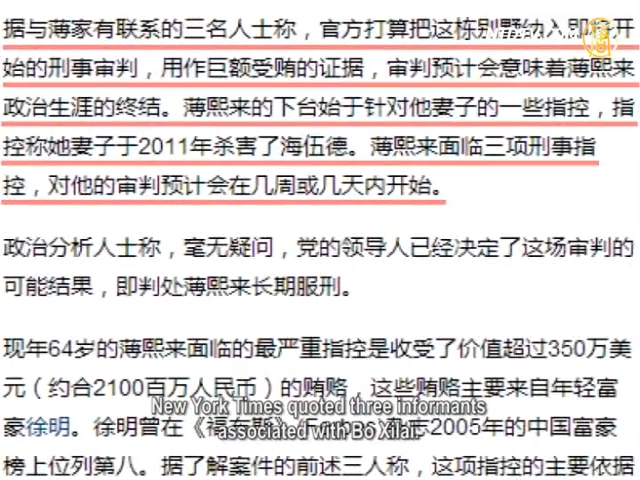 据与薄家有联系的三名人士称，官方打算把这栋别墅纳入即将开
始的刑事审判，用作巨额受贿的证据，审判预计会意味着薄熙来
政治生涯的终结。薄熙来的下台始于针对他妻子的一些指控，指
控称她妻子于2011年杀害了海伍德。薄熙来面临三项刑事指
控，对他的审判预计会在几周或几天内开始。
政治分析人士称，毫无疑问，党的领导人已经决定了这场审判的
可能结果，即判处薄熙来长期服刑。
现年64岁的薄熙来面临的最严重指控是收受了价值超过350万美
元（约合2100百万人民币）的贿赂，这些贿赂主要来自年轻富
豪徐明。徐明曾在《福布斯》杂志2005年的中国富豪
New York Times quoted three informants
associated with Bo Xilai.
榜上位列第八。据了解案件的前述三人称，这项指控的主要依据